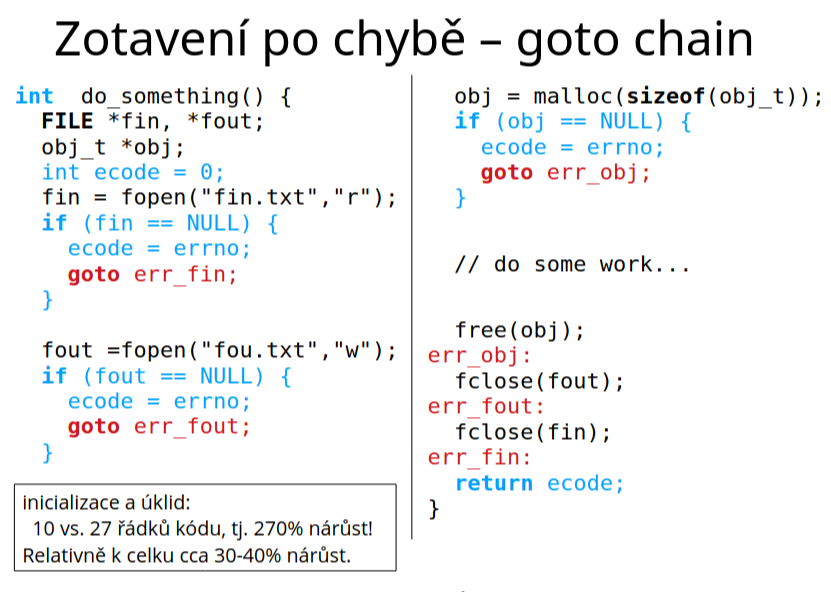 Zotavení po chybě – goto chain
int  do_something() {
FILE *fin, *fout;
obj_t *obj;
int ecode = 0;
fin = fopen("fin.txt","r");
if (fin == NULL) {
ecode = errno;
goto err_fin;
}
fout =fopen("fou.txt","w");
if (fout == NULL) {
ecode = errno;
goto err_fout;
}
inicializace a úklid:
10 vs. 27 řádků kódu, tj. 270% nárůst!
Relativně k celku cca 30-40% nárůst.
obj = malloc(sizeof(obj_t));
if (obj == NULL) {
ecode = errno;
goto err_obj;
}
// do some work...
free(obj);
err_obj:
fclose(fout);
err_fout:
fclose(fin);
err_fin:
return ecode;
}